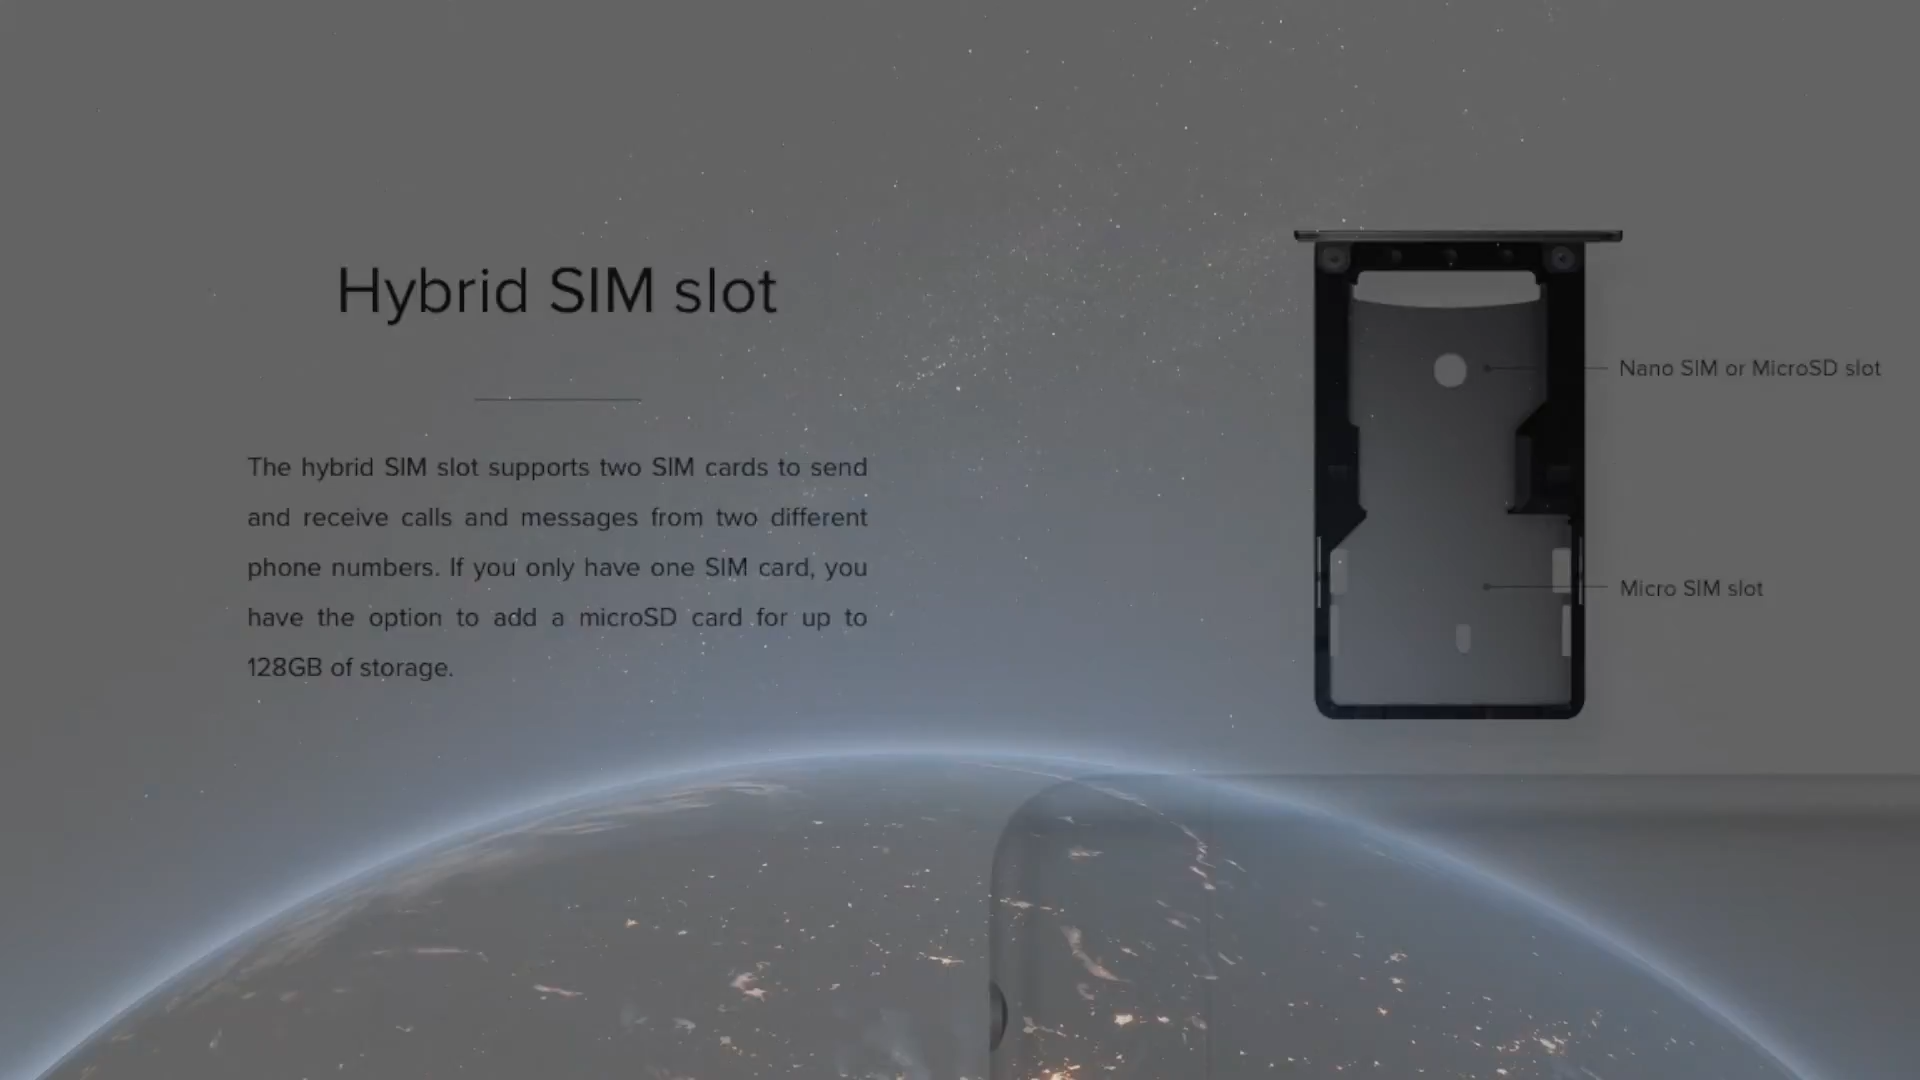 Hybrid SIM slot
The hybrid SIM slot supports two SIM cards to send
and receive calls and messages from two different
phone numbers. If you only have one SIM card, you
have the option to add a microSD card for up to
128GB of storage.
Nano SIM or MicroSD slot
Micro SIM slot